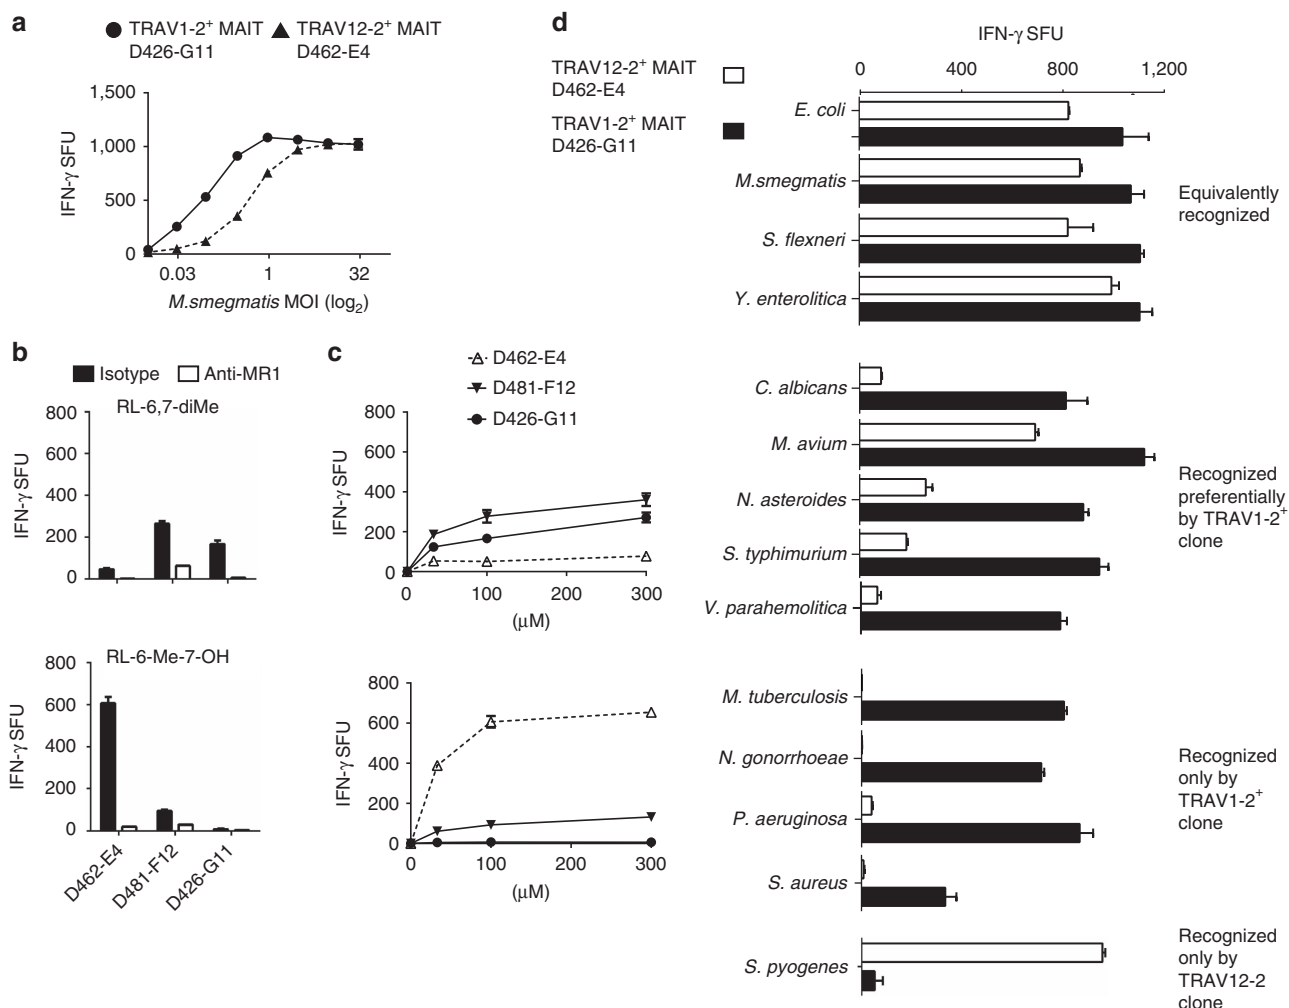 a
TRAV1-2+ MAIT
D426-G11
TRAV12-2+ MAIT
D462-E4
1,500
1,000
500
0
IFN-γ SFU
0.03
1
32
M.smegmatis MOI (log2)
b
Isotype
Anti-MR1
RL-6,7-diMe
800
600
400
200
0
IFN-γ SFU
RL-6-Me-7-OH
800
600
400
200
0
IFN-γ SFU
D462-E4
D481-F12
D426-G11
c
D462-E4
D481-F12
D426-G11
800
600
400
200
0
IFN-γ SFU
0
100
200
300
(μM)
800
600
400
200
0
IFN-γ SFU
0
100
200
300
(μM)
d
TRAV12-2+ MAIT
D462-E4
TRAV1-2+ MAIT
D426-G11
IFN-γ SFU
0
400
800
1,200
E. coli
M.smegmatis
S. flexneri
Y. enterolitica
Equivalently
recognized
C. albicans
M. avium
N. asteroides
S. typhimurium
V. parahemolitica
Recognized
preferentially
by TRAV1-2+
clone
M. tuberculosis
N. gonorrhoeae
P. aeruginosa
S. aureus
Recognized
only by
TRAV1-2+
clone
S. pyogenes
Recognized
only by
TRAV12-2
clone